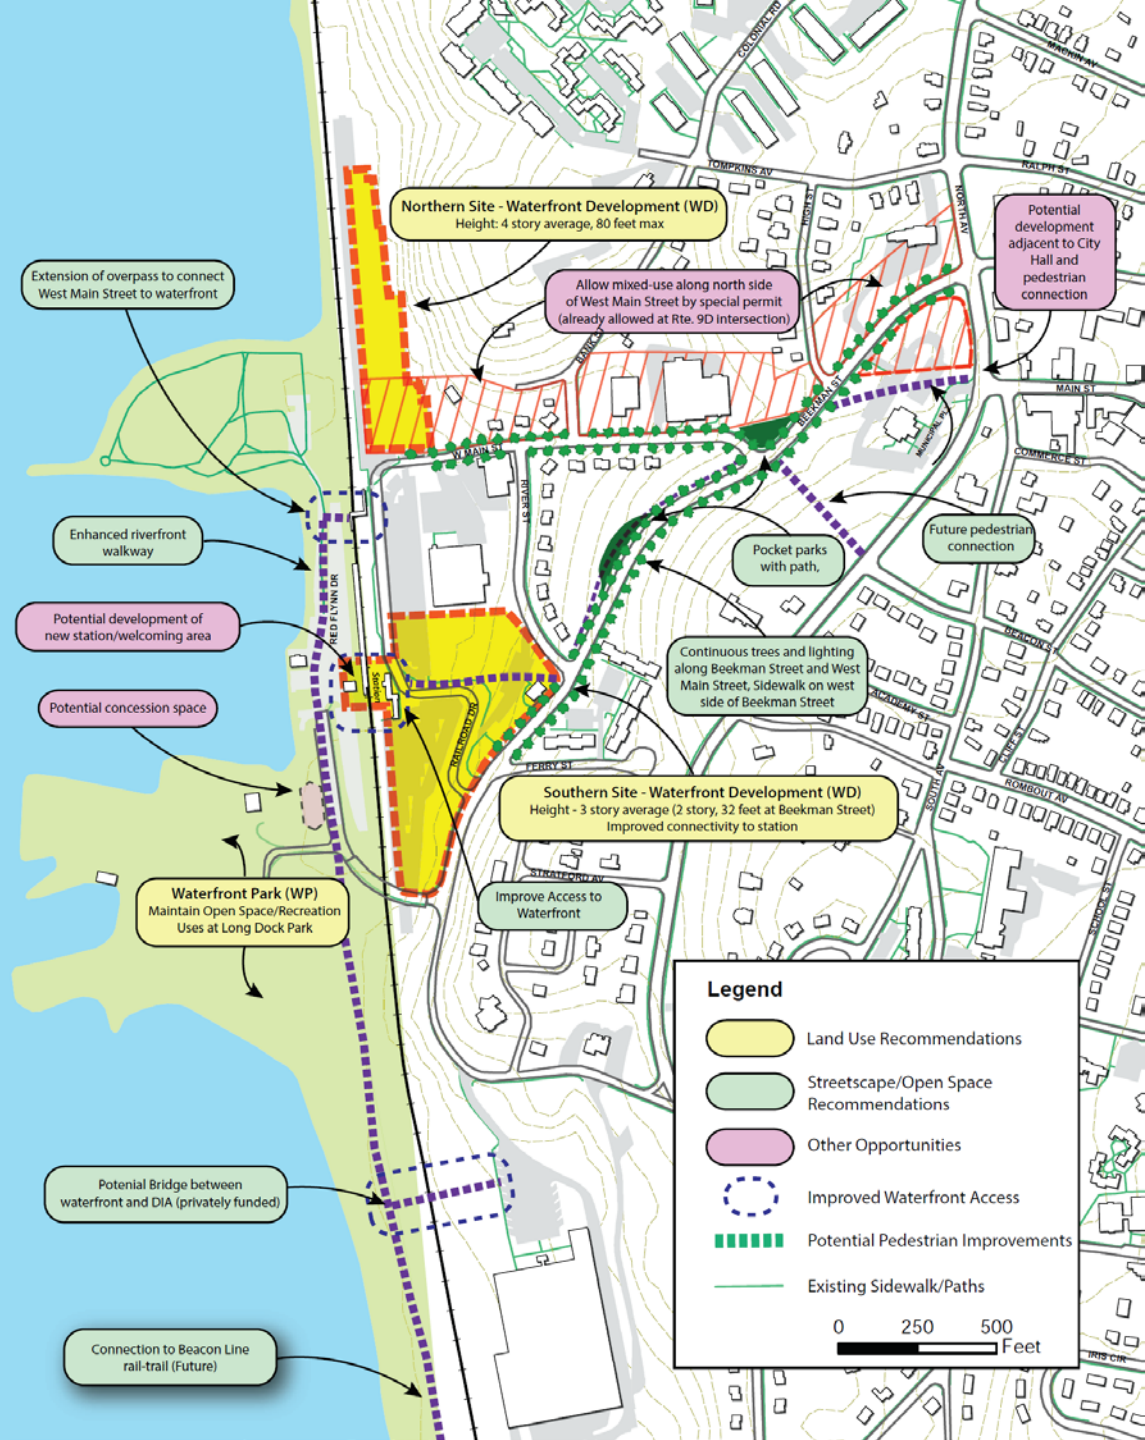 COLONIAL RD
MACKIN AV
TOMPKINS AV
RALPH ST
HIGH ST
NORTH AV
Northern Site - Waterfront Development (WD)
Height: 4 story average, 80 feet max
Potential
development
adjacent to City
Hall and
pedestrian
connection
Extension of overpass to connect
West Main Street to waterfront
Allow mixed-use along north side
of West Main Street by special permit
(already allowed at Rte. 9D intersection)
BANK ST
BEEKMAN ST
MAIN ST
MUNICIPAL PL
W MAIN ST
COMMERCE ST
RIVER ST
Enhanced riverfront
walkway
Future pedestrian
connection
Pocket parks
with path,
RED FLYNN DR
Potential development of
new station/welcoming area
BEACON ST
Continuous trees and lighting
along Beekman Street and West
Main Street, Sidewalk on west
side of Beekman Street
Station
Potential concession space
ACADEMY ST
RAILROAD DR
CLIFF ST
FERRY ST
SOUTH AV
ROMBOUT AV
Southern Site - Waterfront Development (WD)
Height - 3 story average (2 story, 32 feet at Beekman Street)
Improved connectivity to station
STRATFORD AV
Waterfront Park (WP)
Maintain Open Space/Recreation
Uses at Long Dock Park
Improve Access to
Waterfront
SCHOOL ST
Legend
Land Use Recommendations
Streetscape/Open Space
Recommendations
Other Opportunities
Improved Waterfront Access
Potential Pedestrian Improvements
Existing Sidewalk/Paths
0 250 500
Feet
Potenial Bridge between
waterfront and DIA (privately funded)
Connection to Beacon Line
rail-trail (Future)
IRIS CIR